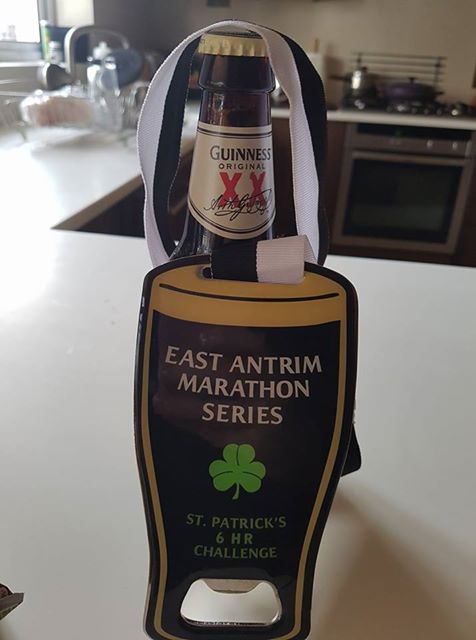 GUINNESS
ORIGINAL
XX
EAST ANTRIM
MARATHON
SERIES
ST. PATRICK'S
6 HR
CHALLENGE